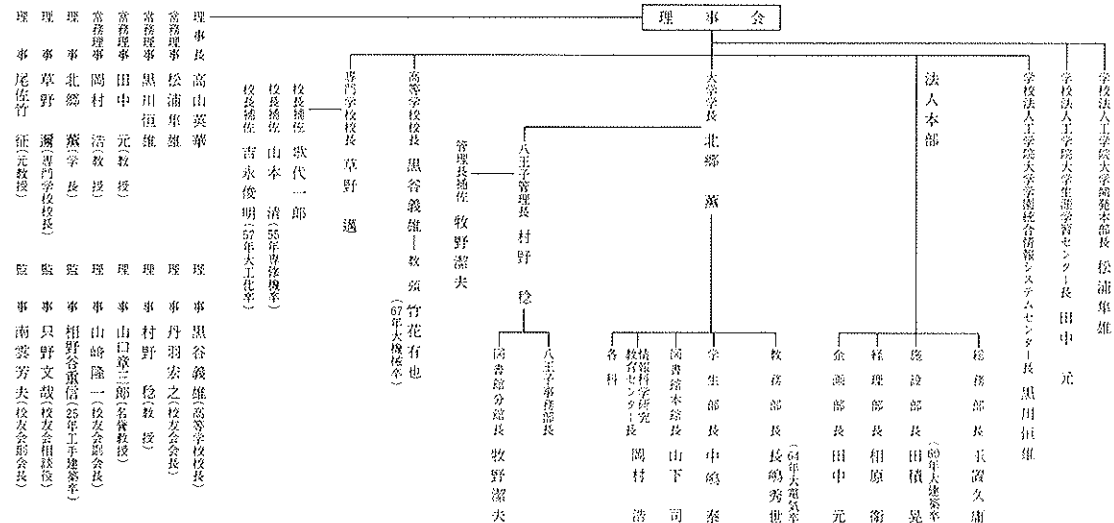 理事会
学校法人工学院大学開発本部長 松浦隼雄
学校法人工学院大学生涯学習センター長 田中 元
学校法人工学院大学学園統合情報システムセンター長 黒川恒雄
法人本部
総務部長 玉置久庸
施設部長 田積 晃
(60年大建築卒)
経理部長 相原 衛
企画部長 田中 元
大学学長 北郷 薫
教務部長 長嶋秀世
(64年大電気卒)
学生部長 中嶋 泰
図書館本館長 山下 司
情報科学研究教育センター長 岡村 浩
各科
八王子管理長 村野 稔
管理長補佐 牧野潔夫
八王子事務部長
図書館分館長 牧野潔夫
高等学校校長 黒谷義雄
教頭 竹花有也
(67年大機械卒)
専門学校校長 草野 邁
校長補佐 歌代一郎
校長補佐 山本 清(55年専修機卒)
校長補佐 吉永俊明(57年大工化卒)
理事長 高山英華
常務理事 松浦隼雄
常務理事 黒川恒雄
常務理事 田中 元(教授)
常務理事 岡村 浩(教授)
理事 北郷 薫(学長)
理事 草野 邁(専門学校校長)
理事 尾佐竹 徇(元教授)
理事 黒谷義雄(高等学校校長)
理事 丹羽宏之(校友会会長)
理事 村野 稔(教授)
理事 山口章三郎(名誉教授)
理事 山崎隆一(校友会副会長)
監事 相野谷重信(25年工手建築卒)
監事 只野文哉(校友会相談役)
監事 南雲芳夫(校友会副会長)